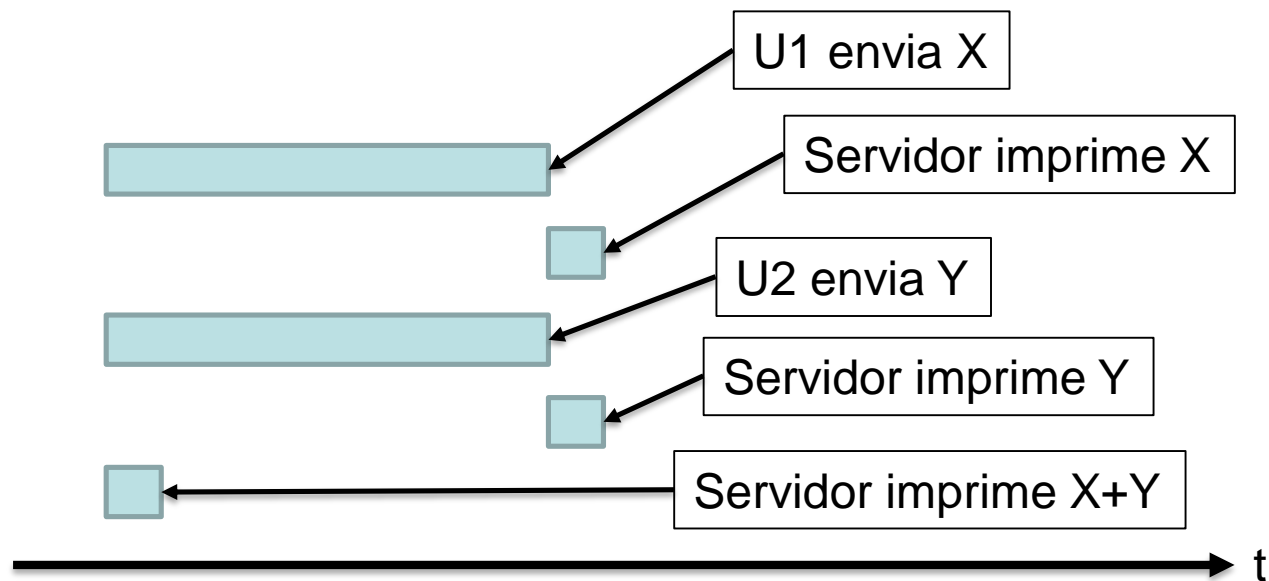 U1 envia X
Servidor imprime X
U2 envia Y
Servidor imprime Y
Servidor imprime X+Y
t